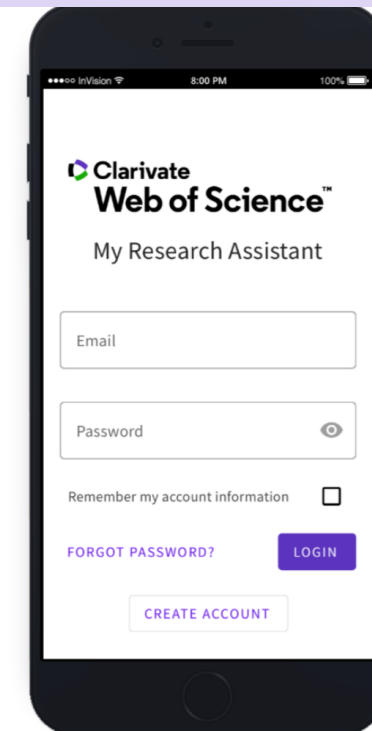 ●●●○○ InVision 8:00 PM 100%
Clarivate
Web of Science™
My Research Assistant
Email
Password
Remember my account information
FORGOT PASSWORD? LOGIN
CREATE ACCOUNT